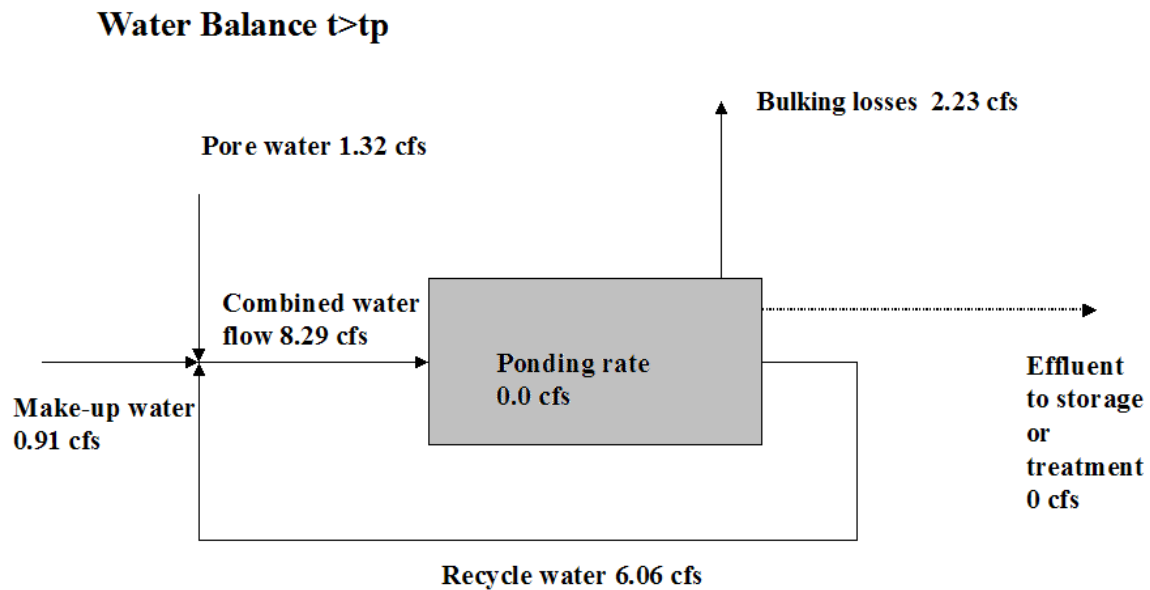 Water Balance t>tp
Bulking losses 2.23 cfs
Pore water 1.32 cfs
Combined water
flow 8.29 cfs
Ponding rate
0.0 cfs
Make-up water
0.91 cfs
Effluent
to storage
or
treatment
0 cfs
Recycle water 6.06 cfs